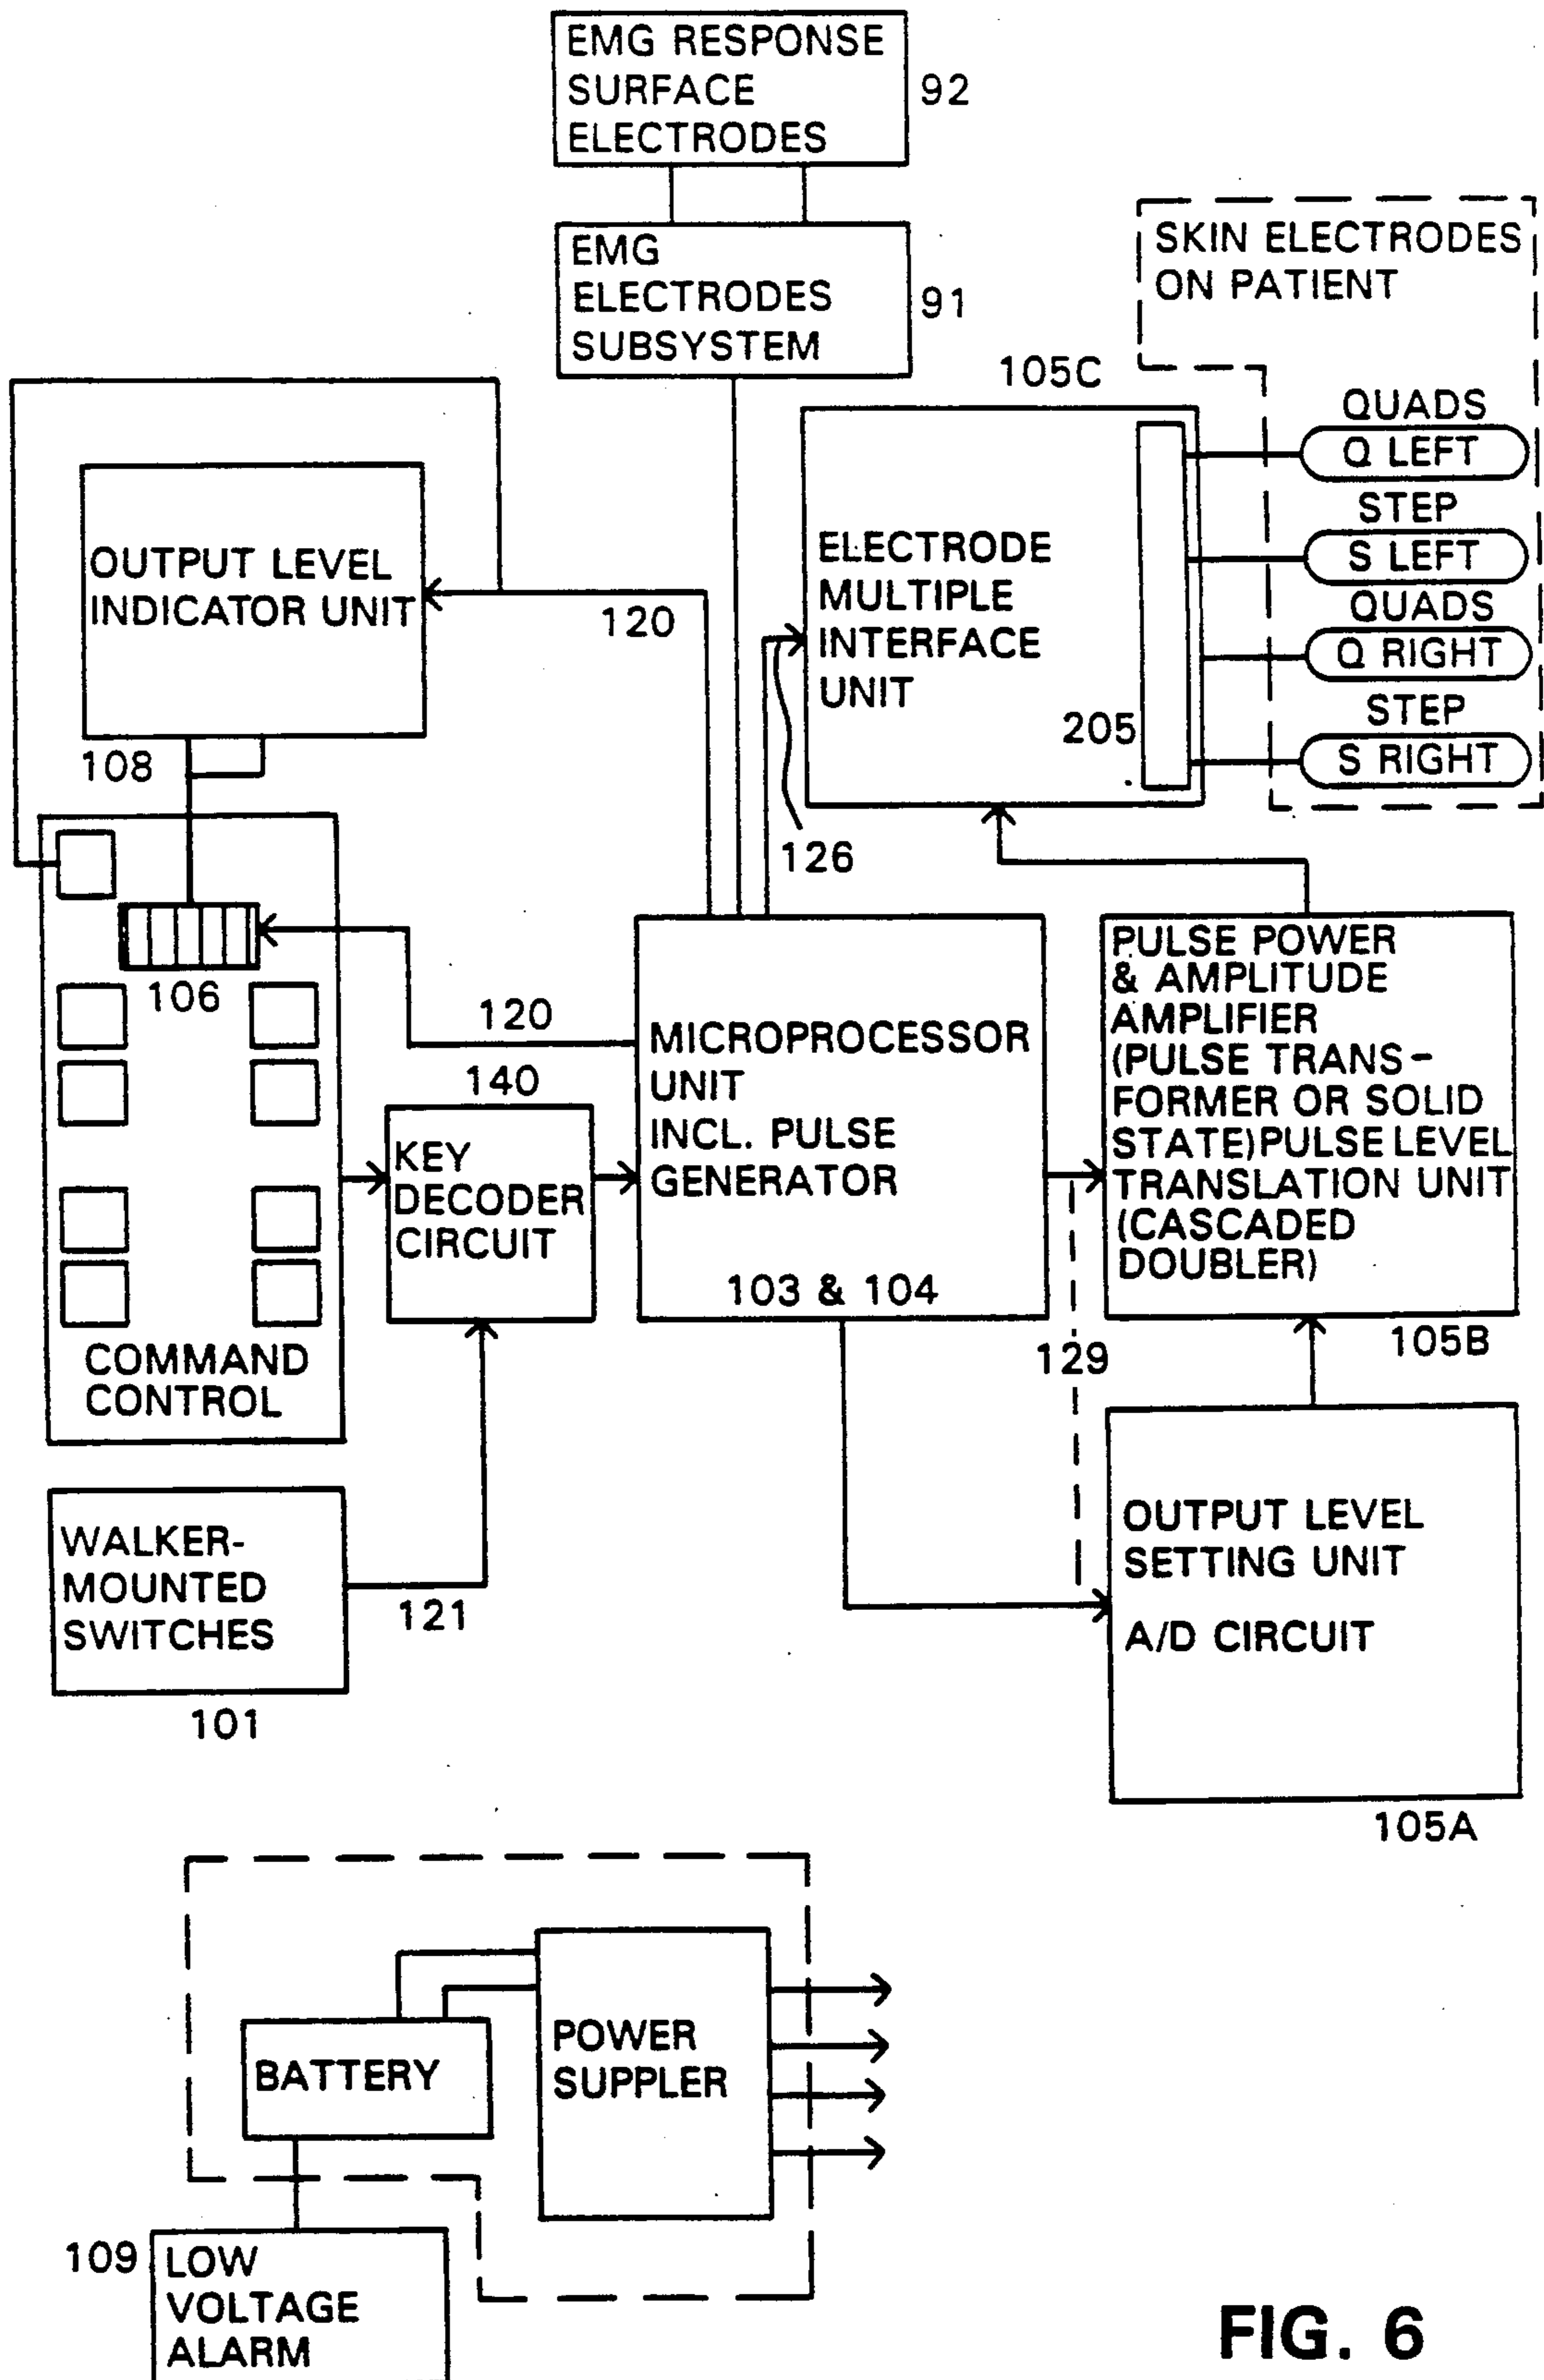 EMG RESPONSE
SURFACE
ELECTRODES
92
EMG
ELECTRODES
SUBSYSTEM
91
SKIN ELECTRODES
ON PATIENT
105C
QUADS
Q LEFT
STEP
S LEFT
QUADS
Q RIGHT
STEP
S RIGHT
OUTPUT LEVEL
INDICATOR UNIT
120
ELECTRODE
MULTIPLE
INTERFACE
UNIT
205
108
126
106
120
140
MICROPROCESSOR
UNIT
INCL. PULSE
GENERATOR
103 & 104
PULSE POWER
& AMPLITUDE
AMPLIFIER
(PULSE TRANS-
FORMER OR SOLID
STATE)PULSE LEVEL
TRANSLATION UNIT
(CASCADED
DOUBLER)
KEY
DECODER
CIRCUIT
COMMAND
CONTROL
129
105B
WALKER-
MOUNTED
SWITCHES
121
101
OUTPUT LEVEL
SETTING UNIT
A/D CIRCUIT
105A
BATTERY
POWER
SUPPLER
109
LOW
VOLTAGE
ALARM
FIG. 6